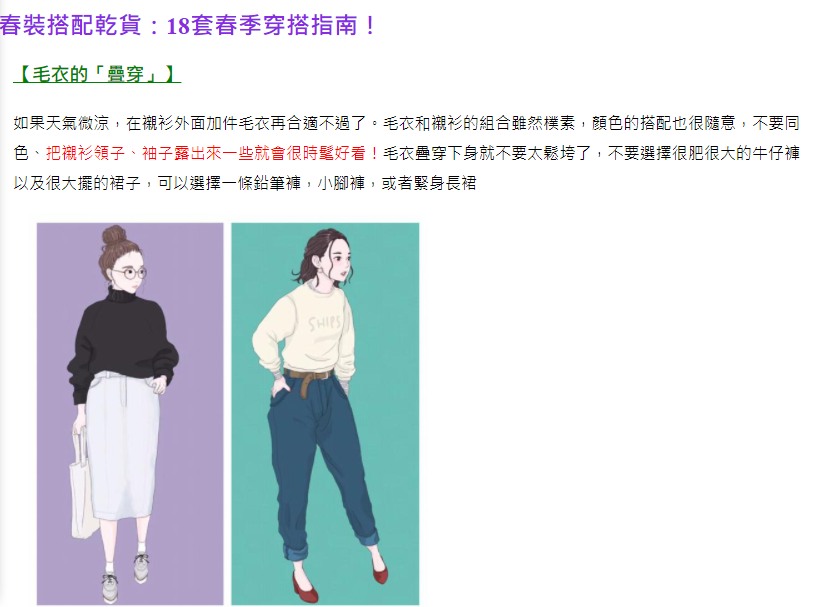 春裝搭配乾貨：18套春季穿搭指南！
【毛衣的「疊穿」】
如果天氣微涼，在襯衫外面加件毛衣再合適不過了。毛衣和襯衫的組合雖然樸素，顏色的搭配也很隨意，不要同
色、把襯衫領子、袖子露出來一些就會很時髦好看！毛衣疊穿下身就不要太鬆垮了，不要選擇很肥很大的牛仔褲
以及很大擺的裙子，可以選擇一條鉛筆褲，小腳褲，或者緊身長裙
SHIPS